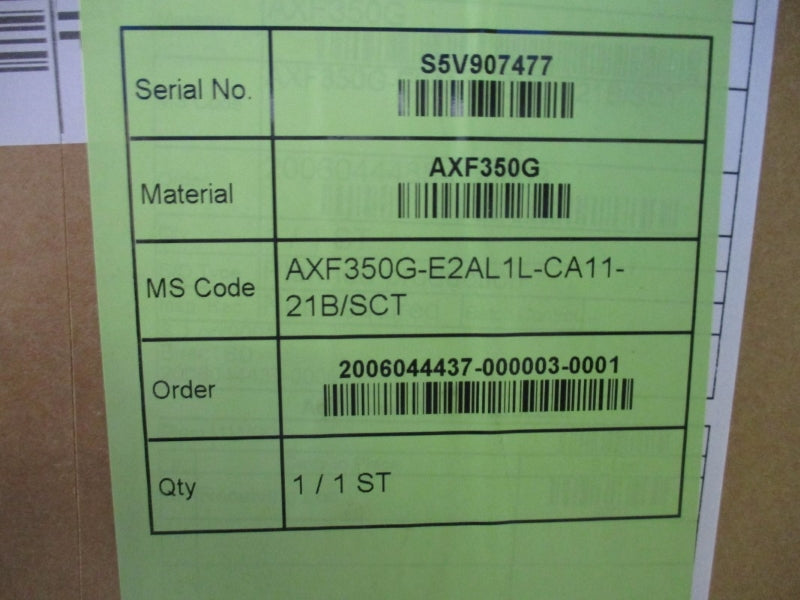 Serial No.
S5V907477
Material
AXF350G
MS Code
AXF350G-E2AL1L-CA11-
21B/SCT
Order
2006044437-000003-0001
Qty
1 / 1 ST